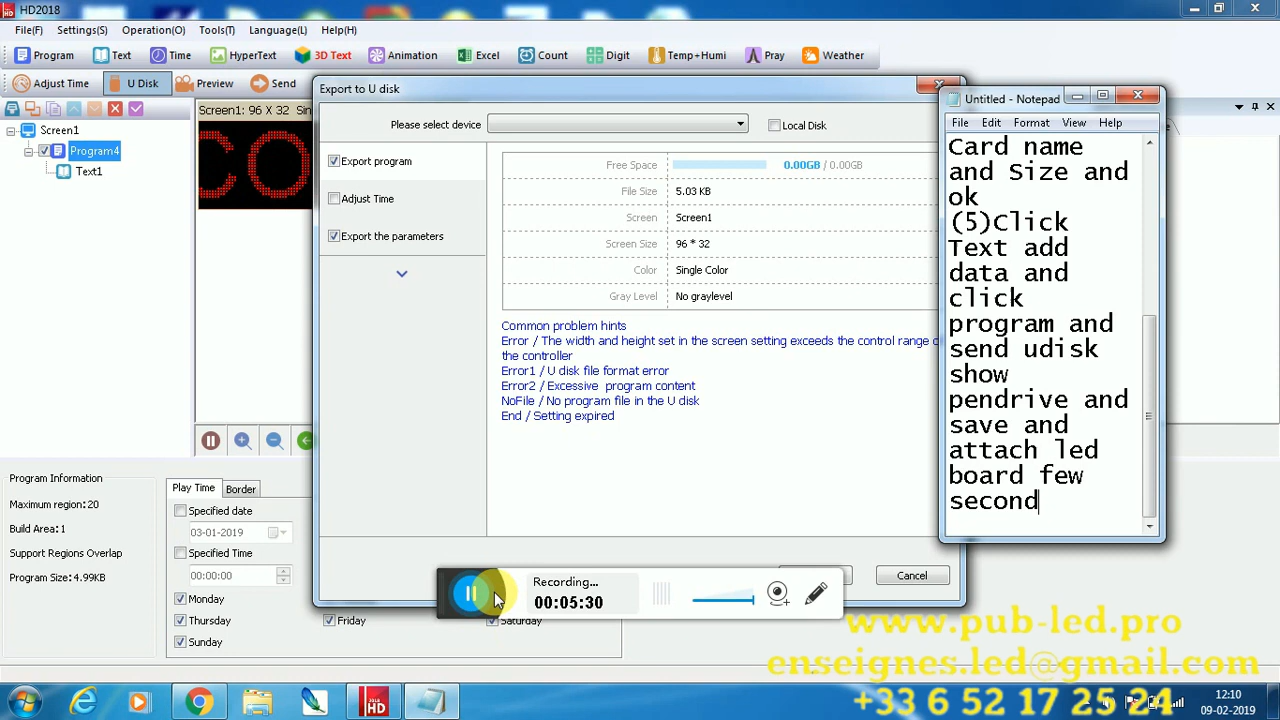 HD2018
File(F) Settings(S) Operation(O) Tools(T) Language(L) Help(H)
Program Text Time HyperText 3D Text Animation Excel Count Digit Temp+Humi Pray Weather
Adjust Time U Disk Preview Send
Screen1
Program4
Text1
Screen1: 96 X 32 Sin
CO
Export to U disk
Please select device
Local Disk
Export program
Adjust Time
Export the parameters
Free Space 0.00GB / 0.00GB
File Size 5.03 KB
Screen Screen1
Screen Size 96 * 32
Color Single Color
Gray Level No graylevel
Common problem hints
Error / The width and height set in the screen setting exceeds the control range
the controller
Error1 / U disk file format error
Error2 / Excessive program content
NoFile / No program file in the U disk
End / Setting expired
Cancel
Untitled - Notepad
File Edit Format View Help
Card name
and Size and
ok
(5)Click
Text add
data and
click
program and
send udisk
show
pendrive and
save and
attach led
board few
second
Program Information
Maximum region:20
Build Area:1
Support Regions Overlap
Program Size:4.99KB
Play Time Border
Specified date
03-01-2019
Specified Time
00:00:00
Monday
Thursday Friday Saturday
Sunday
Recording...
00:05:30
www.pub-led.pro
enseignes.led@gmail.com
+33 6 52 17 25 24
12:10
09-02-2019